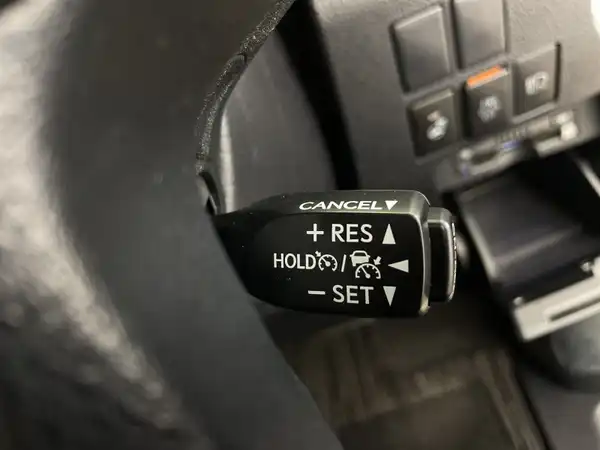 CANCEL▼
+ RES ▲
HOLD / ◀
− SET ▼